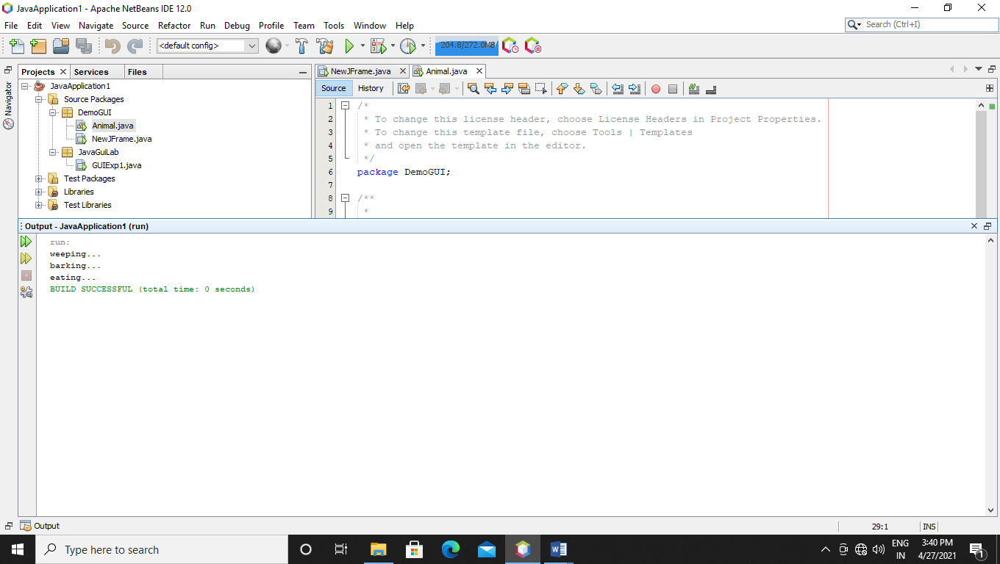 JavaApplication1 - Apache NetBeans IDE 12.0
File Edit View Navigate Source Refactor Run Debug Profile Team Tools Window Help
Search (Ctrl+I)
<default config>
204.8/272.0MB
Projects Services Files
NewJFrame.java Animal.java
Navigator
JavaApplication1
Source Packages
DemoGUI
Animal.java
NewJFrame.java
JavaGuiLab
GUIExp1.java
Test Packages
Libraries
Test Libraries
Source History
1 /*
2 * To change this license header, choose License Headers in Project Properties.
3 * To change this template file, choose Tools | Templates
4 * and open the template in the editor.
5 */
6 package DemoGUI;
7
8 /**
9 *
Output - JavaApplication1 (run)
run:
weeping...
barking...
eating...
BUILD SUCCESSFUL (total time: 0 seconds)
Output
29:1 INS
Type here to search
ENG
IN
3:40 PM
4/27/2021
1